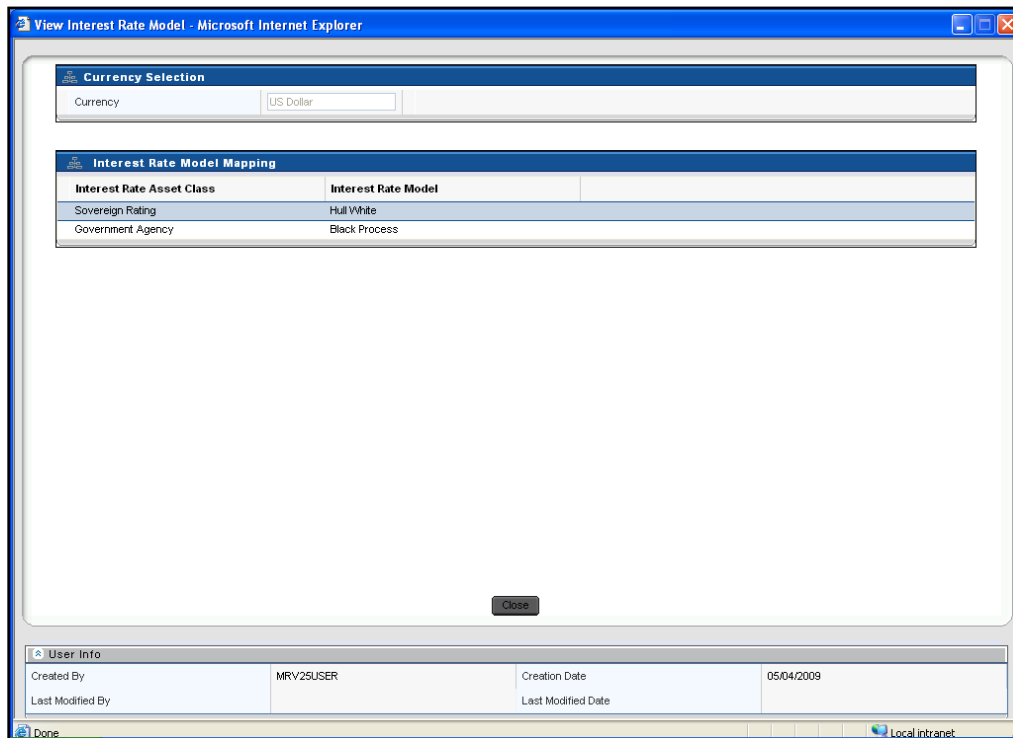 View Interest Rate Model - Microsoft Internet Explorer
Currency Selection
Currency US Dollar
Interest Rate Model Mapping
Interest Rate Asset Class Interest Rate Model
Sovereign Rating Hull White
Government Agency Black Process
Close
User Info
Created By MRV25USER Creation Date 05/04/2009
Last Modified By Last Modified Date
Done Local intranet